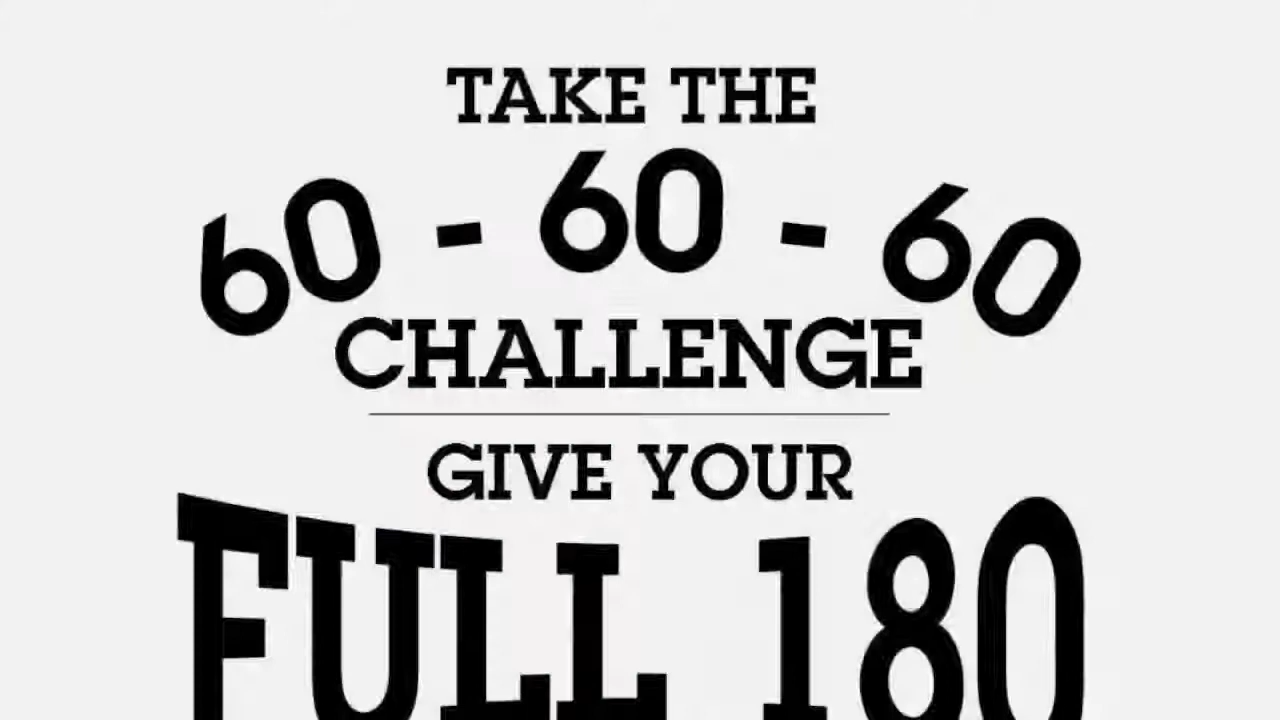 TAKE THE
60 - 60 - 60
CHALLENGE
GIVE YOUR
FULL 180